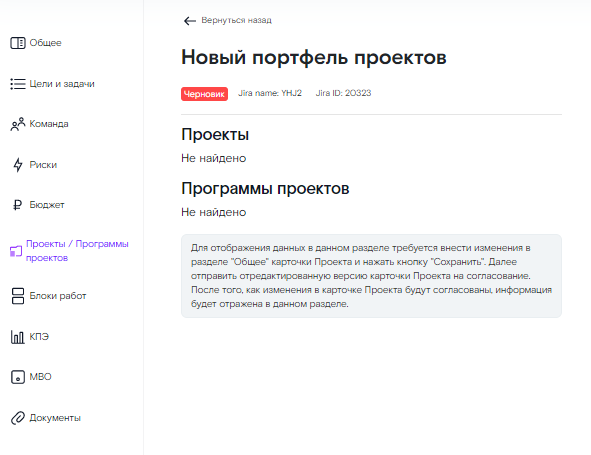 Вернуться назад
Общее
Цели и задачи
Команда
Риски
Бюджет
Проекты / Программы
проектов
Блоки работ
КПЭ
МВО
Документы
Новый портфель проектов
Черновик Jira name: YHJ2 Jira ID: 20323
Проекты
Не найдено
Программы проектов
Не найдено
Для отображения данных в данном разделе требуется внести изменения в
разделе "Общее" карточки Проекта и нажать кнопку "Сохранить". Далее
отправить отредактированную версию карточки Проекта на согласование.
После того, как изменения в карточке Проекта будут согласованы, информация
будет отражена в данном разделе.